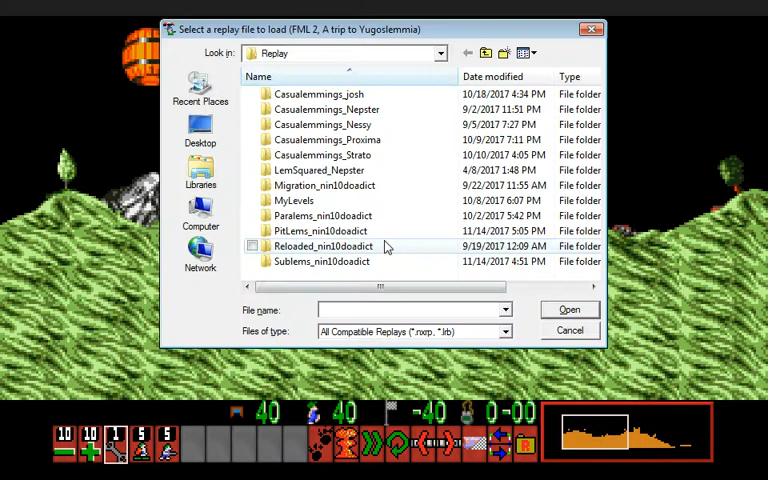 Select a replay file to load (FML 2, A trip to Yugoslemmia)
Look in: Replay
Name Date modified Type
Casualemmings_josh 10/18/2017 4:34 PM File folder
Casualemmings_Nepster 9/2/2017 11:51 PM File folder
Casualemmings_Nessy 9/5/2017 7:27 PM File folder
Casualemmings_Proxima 10/9/2017 7:11 PM File folder
Casualemmings_Strato 10/10/2017 4:05 PM File folder
LemSquared_Nepster 4/8/2017 1:48 PM File folder
Migration_nin10doadict 9/22/2017 11:55 AM File folder
MyLevels 10/8/2017 6:07 PM File folder
Paralems_nin10doadict 10/2/2017 5:42 PM File folder
PitLems_nin10doadict 11/14/2017 5:05 PM File folder
Reloaded_nin10doadict 9/19/2017 12:09 AM File folder
Sublems_nin10doadict 11/14/2017 4:51 PM File folder
Recent Places
Desktop
Libraries
Computer
Network
File name: Open
Files of type: All Compatible Replays (*.nxrp, *.lrb) Cancel
40 40 -40 0-00
10 10 1 5 5
R